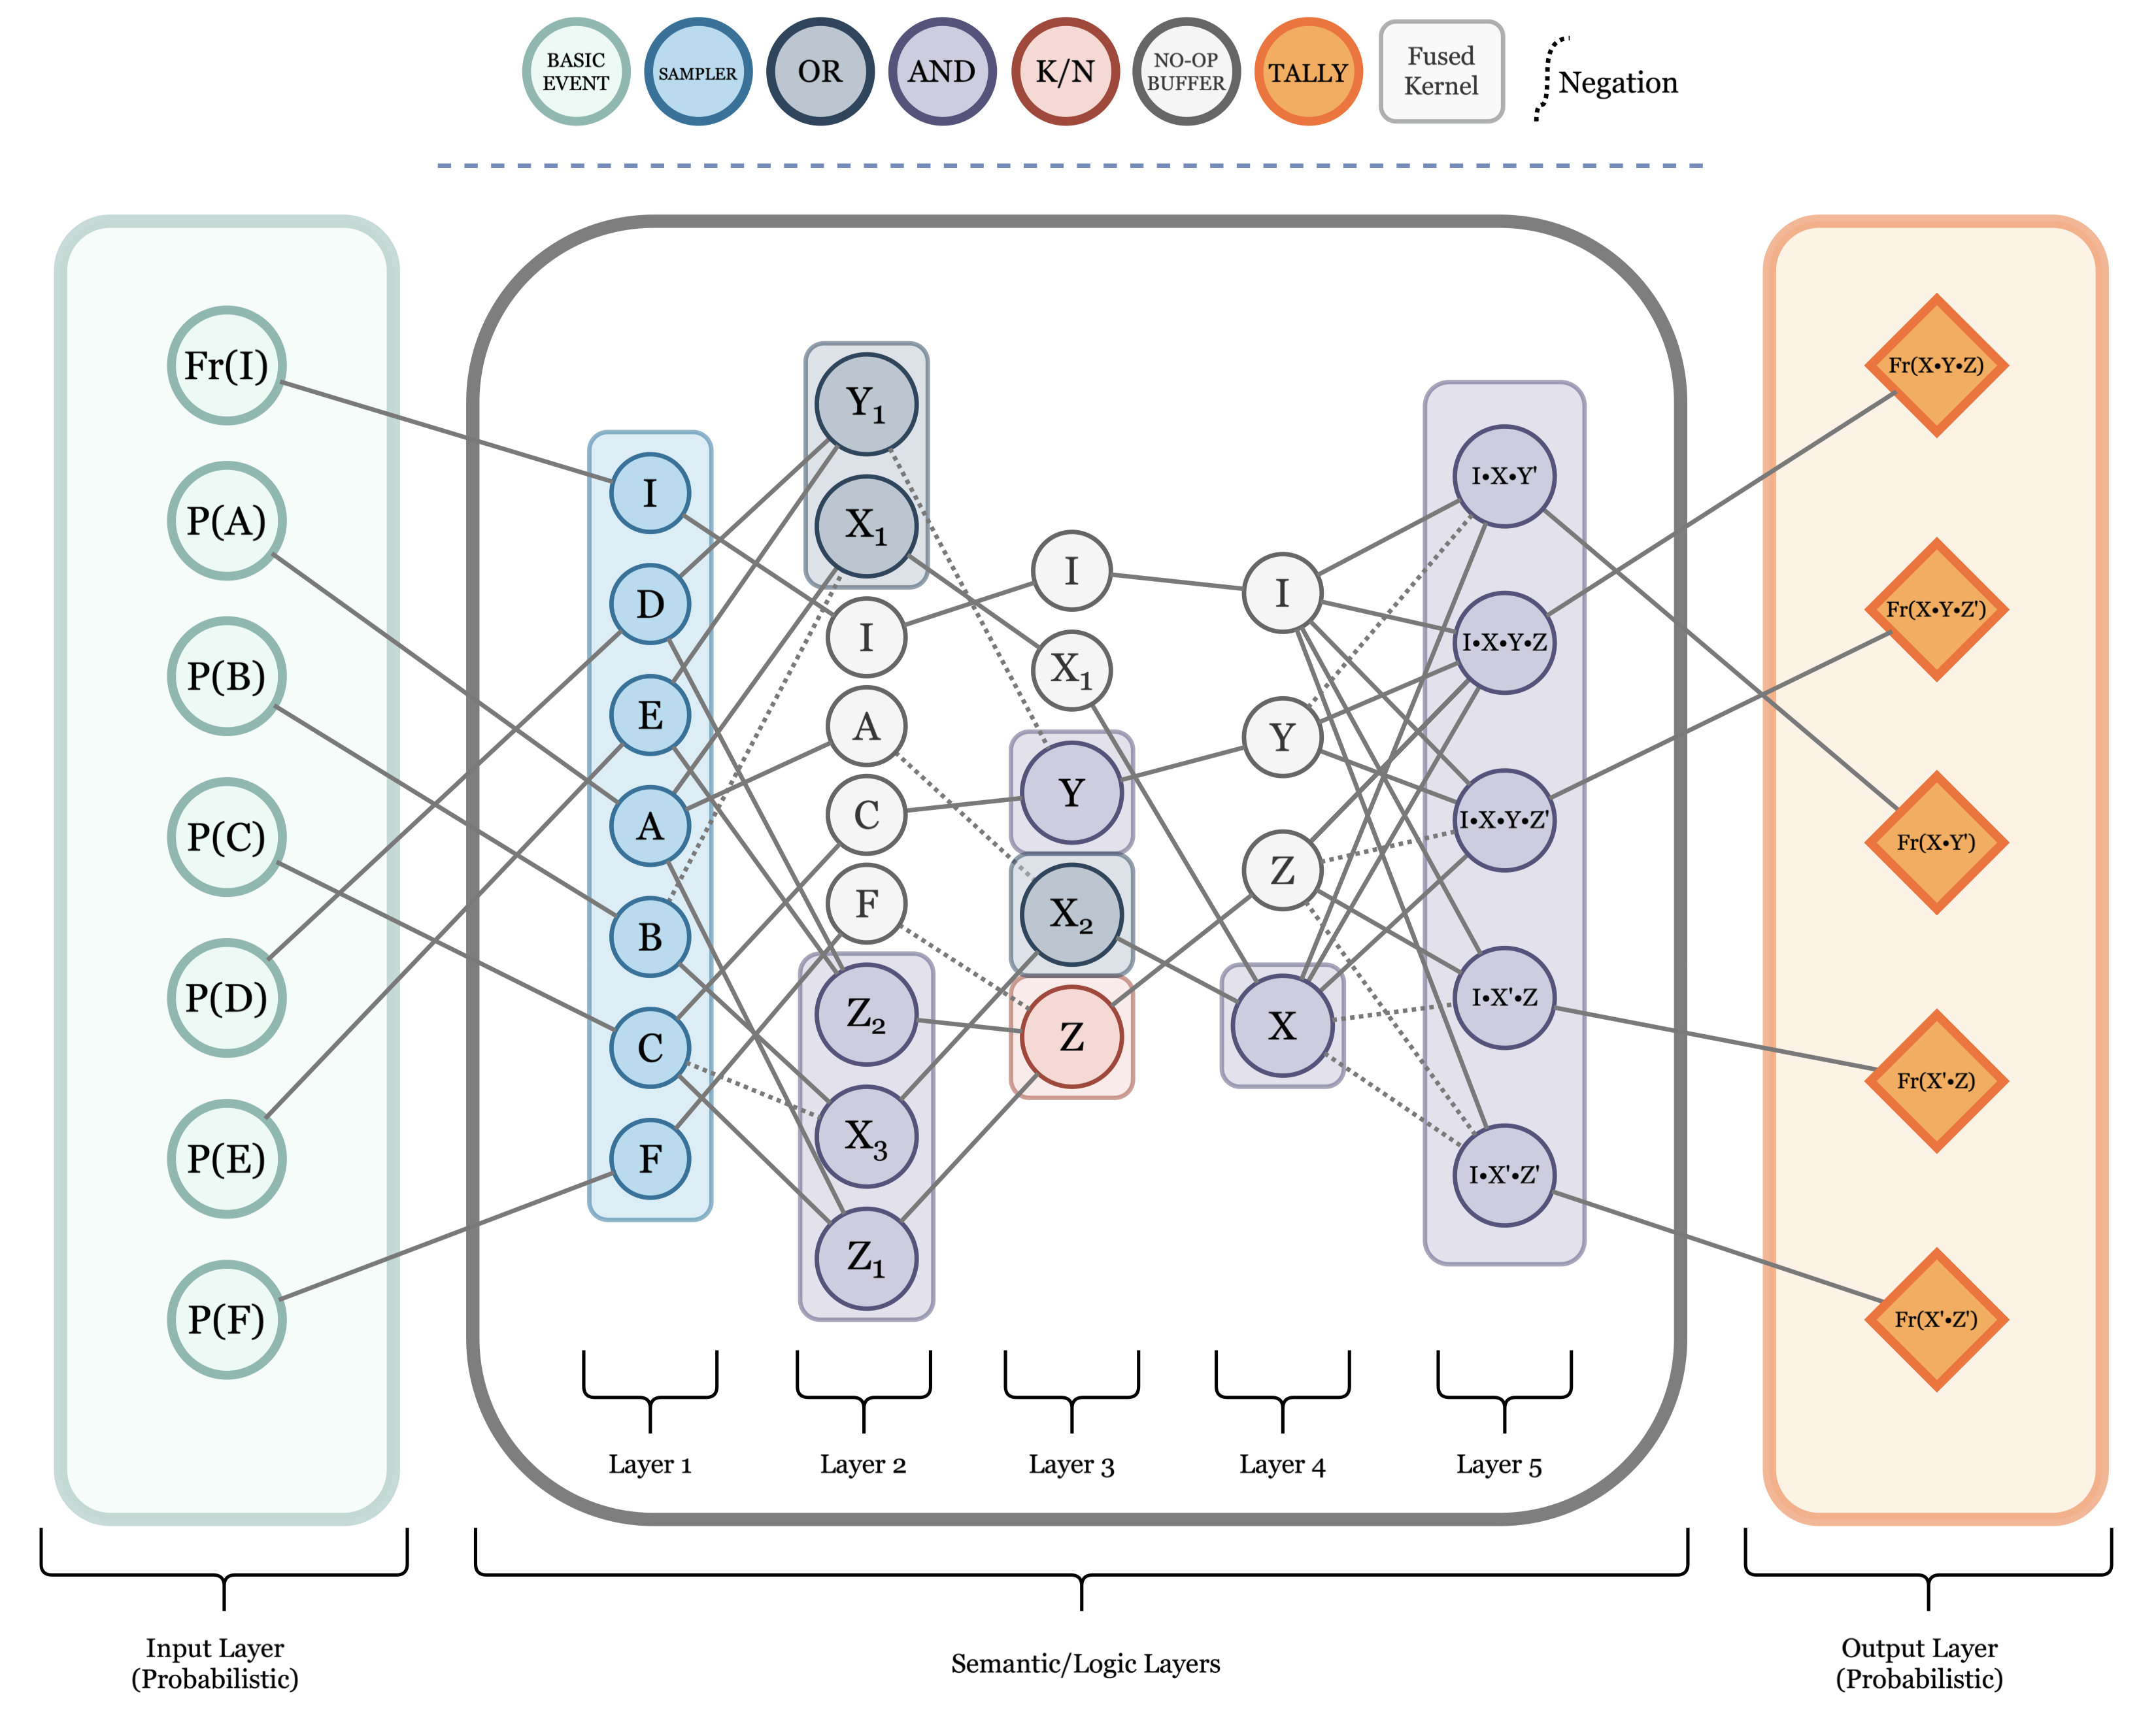 BASIC
EVENT
SAMPLER
OR
AND
K/N
NO-OP
BUFFER
TALLY
Fused
Kernel
Negation
Fr(I)
P(A)
P(B)
P(C)
P(D)
P(E)
P(F)
I
D
E
A
B
C
F
Y₁
X₁
I
A
C
F
Z₂
X₃
Z₁
I
X₁
Y
X₂
Z
I
Y
Z
X
I•X•Y'
I•X•Y•Z
I•X•Y•Z'
I•X'•Z
I•X'•Z'
Fr(X•Y•Z)
Fr(X•Y•Z')
Fr(X•Y')
Fr(X'•Z)
Fr(X'•Z')
Layer 1
Layer 2
Layer 3
Layer 4
Layer 5
Input Layer
(Probabilistic)
Semantic/Logic Layers
Output Layer
(Probabilistic)